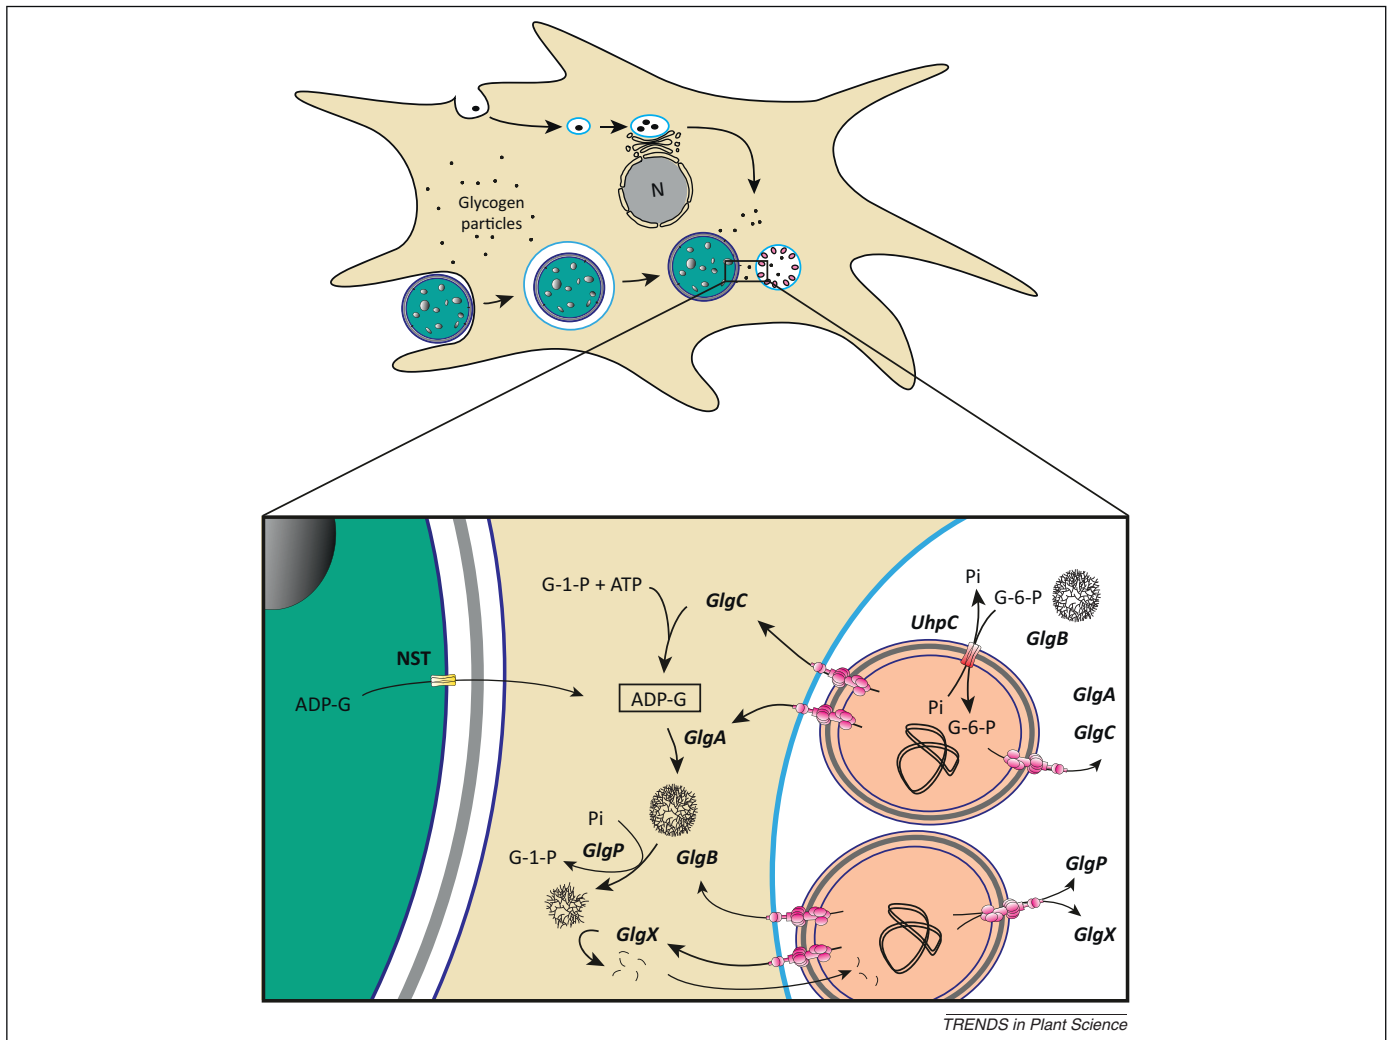 N
Glycogen
particles
G-1-P + ATP
GlgC
NST
ADP-G
ADP-G
GlgA
Pi
GlgP
G-1-P
GlgB
GlgX
Pi
G-6-P
UhpC
GlgB
Pi
G-6-P
GlgA
GlgC
GlgP
GlgX
TRENDS in Plant Science